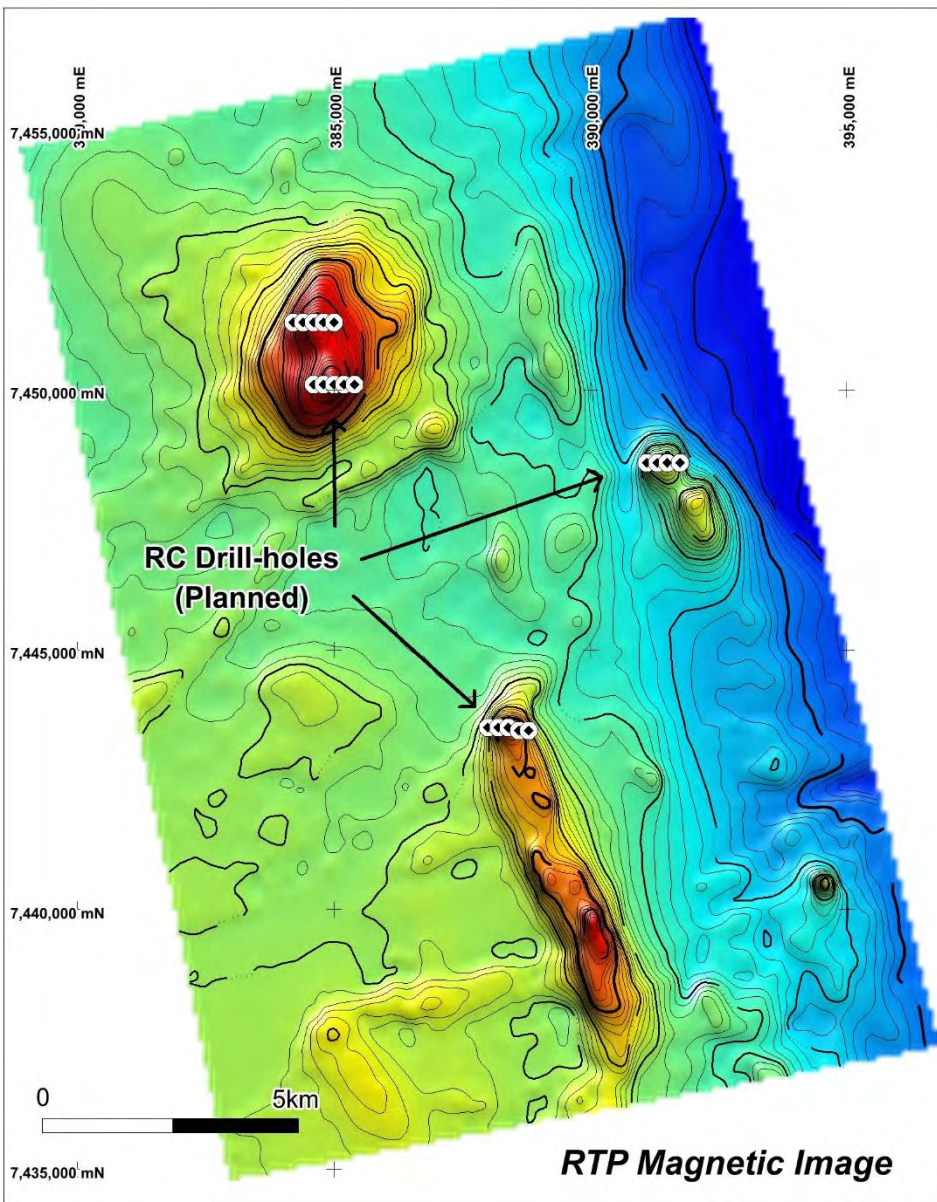 385,000 mE
390,000 mE
395,000 mE
7,455,000 mN
7,450,000 mN
RC Drill-holes
(Planned)
7,445,000 mN
7,440,000 mN
0
5km
RTP Magnetic Image
7,435,000 mN